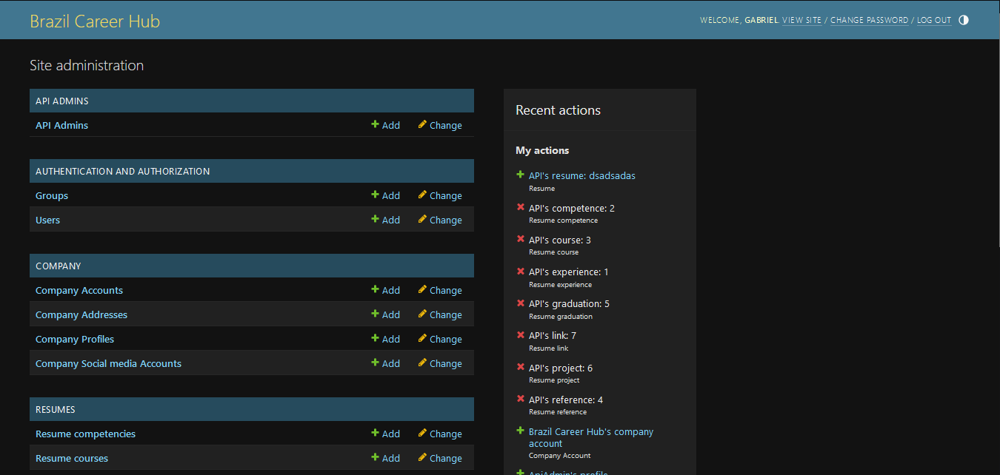 Brazil Career Hub
WELCOME, GABRIEL. VIEW SITE / CHANGE PASSWORD / LOG OUT
Site administration
API ADMINS
API Admins Add Change
AUTHENTICATION AND AUTHORIZATION
Groups Add Change
Users Add Change
COMPANY
Company Accounts Add Change
Company Addresses Add Change
Company Profiles Add Change
Company Social media Accounts Add Change
RESUMES
Resume competencies Add Change
Resume courses Add Change
Recent actions
My actions
API's resume: dsadsadas
Resume
API's competence: 2
Resume competence
API's course: 3
Resume course
API's experience: 1
Resume experience
API's graduation: 5
Resume graduation
API's link: 7
Resume link
API's project: 6
Resume project
API's reference: 4
Resume reference
Brazil Career Hub's company
account
Company Account
ApiAdmin's profile